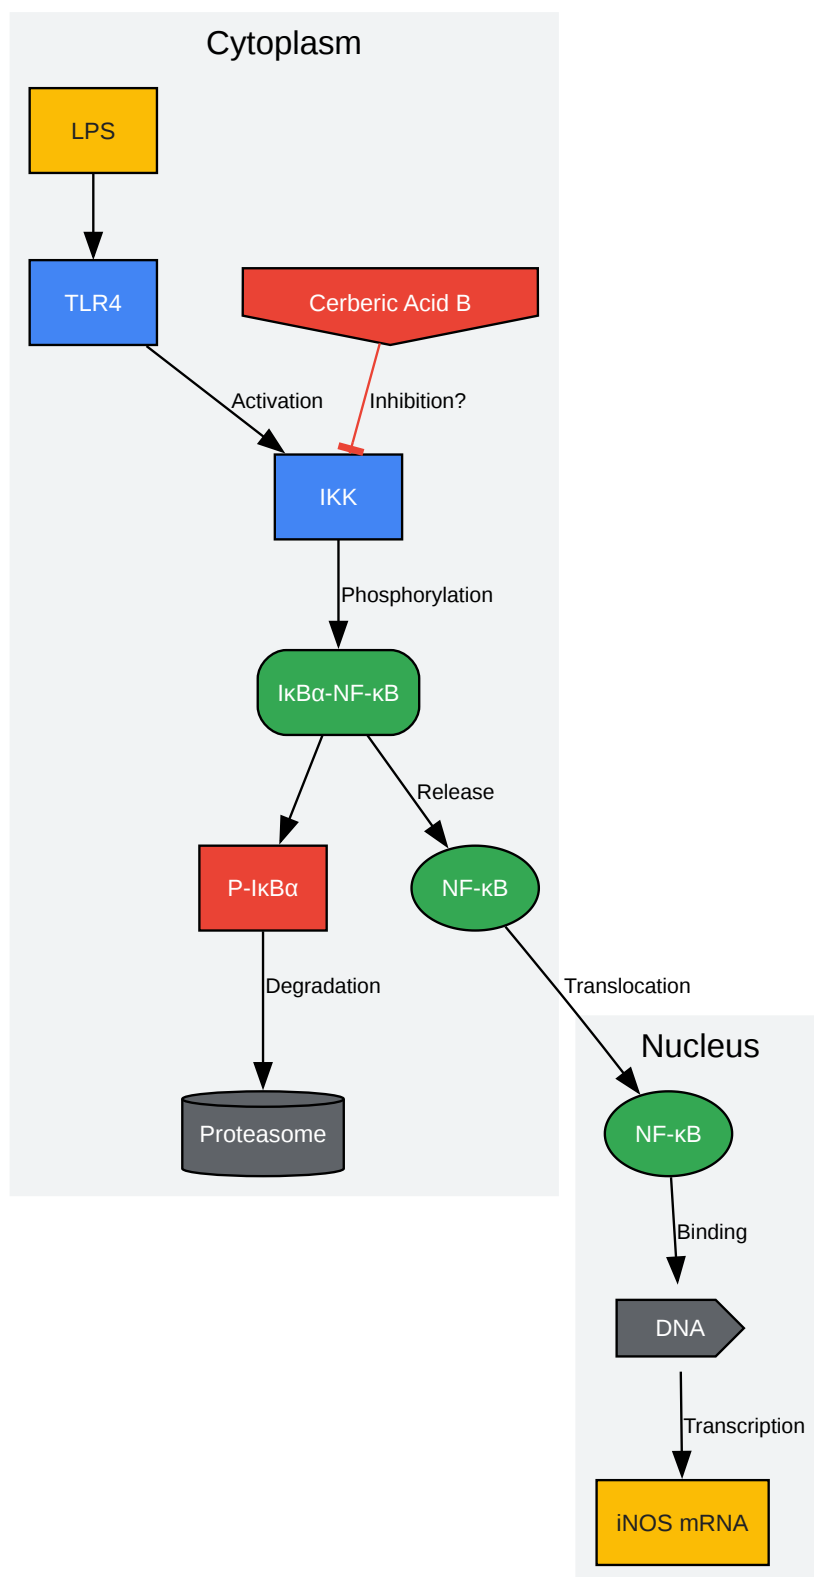 Cytoplasm
LPS
TLR4
Cerberic Acid B
Activation
Inhibition?
IKK
Phosphorylation
IκBα-NF-κB
Release
P-IκBα
NF-κB
Degradation
Translocation
Nucleus
Proteasome
NF-κB
Binding
DNA
Transcription
iNOS mRNA